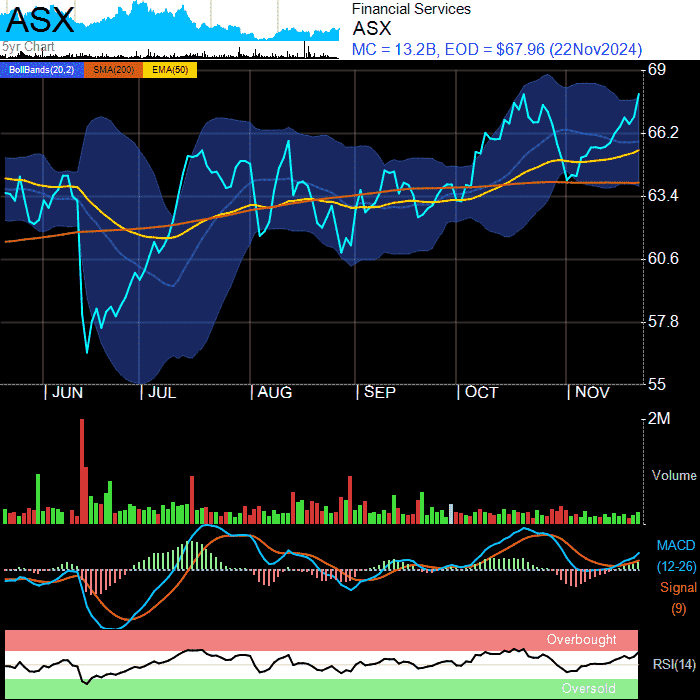 ASX
5yr Chart
Financial Services
ASX
MC = 13.2B, EOD = $67.96 (22Nov2024)
BollBands(20,2) SMA(200) EMA(50)
69
66.2
63.4
60.6
57.8
55
| JUN | JUL | AUG | SEP | OCT | NOV
2M
Volume
MACD
(12-26)
Signal
(9)
Overbought
RSI(14)
Oversold